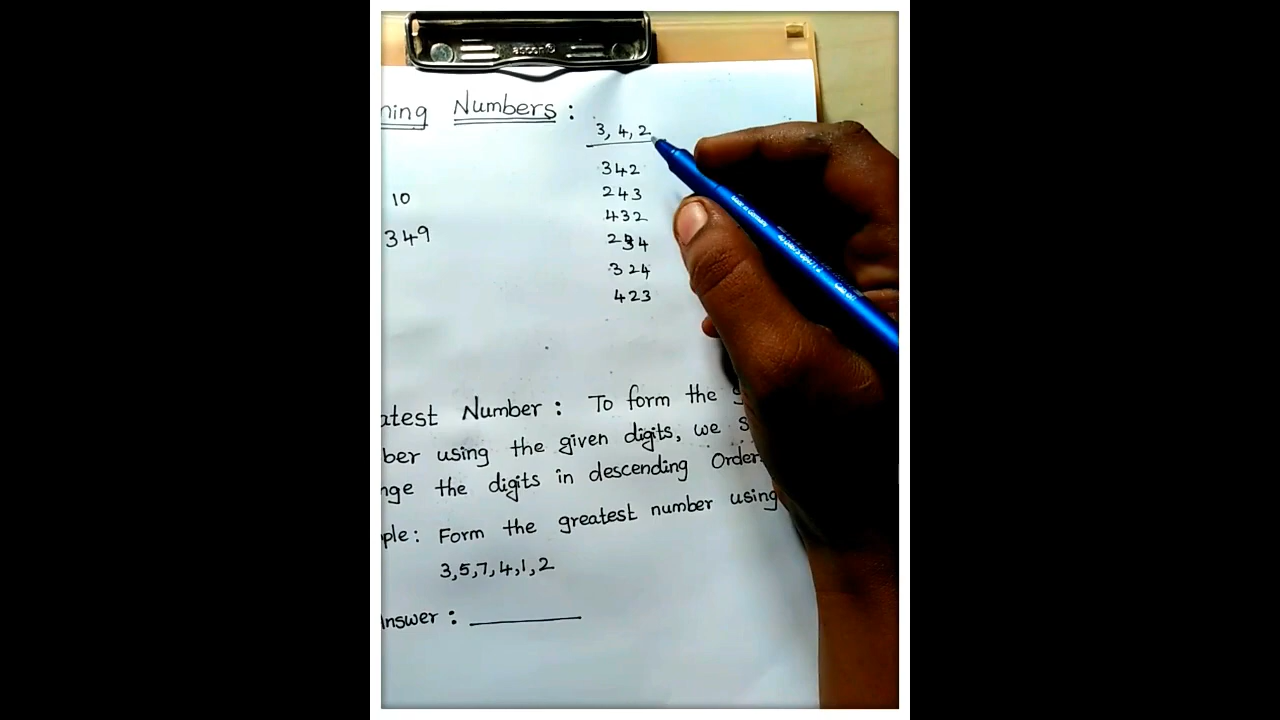 ascon®
ning Numbers :
3, 4, 2
342
243
10
432
349
234
324
423
atest Number : To form the
ber using the given digits, we s
nge the digits in descending Order
ple: Form the greatest number using
3,5,7,4,1,2
Answer :